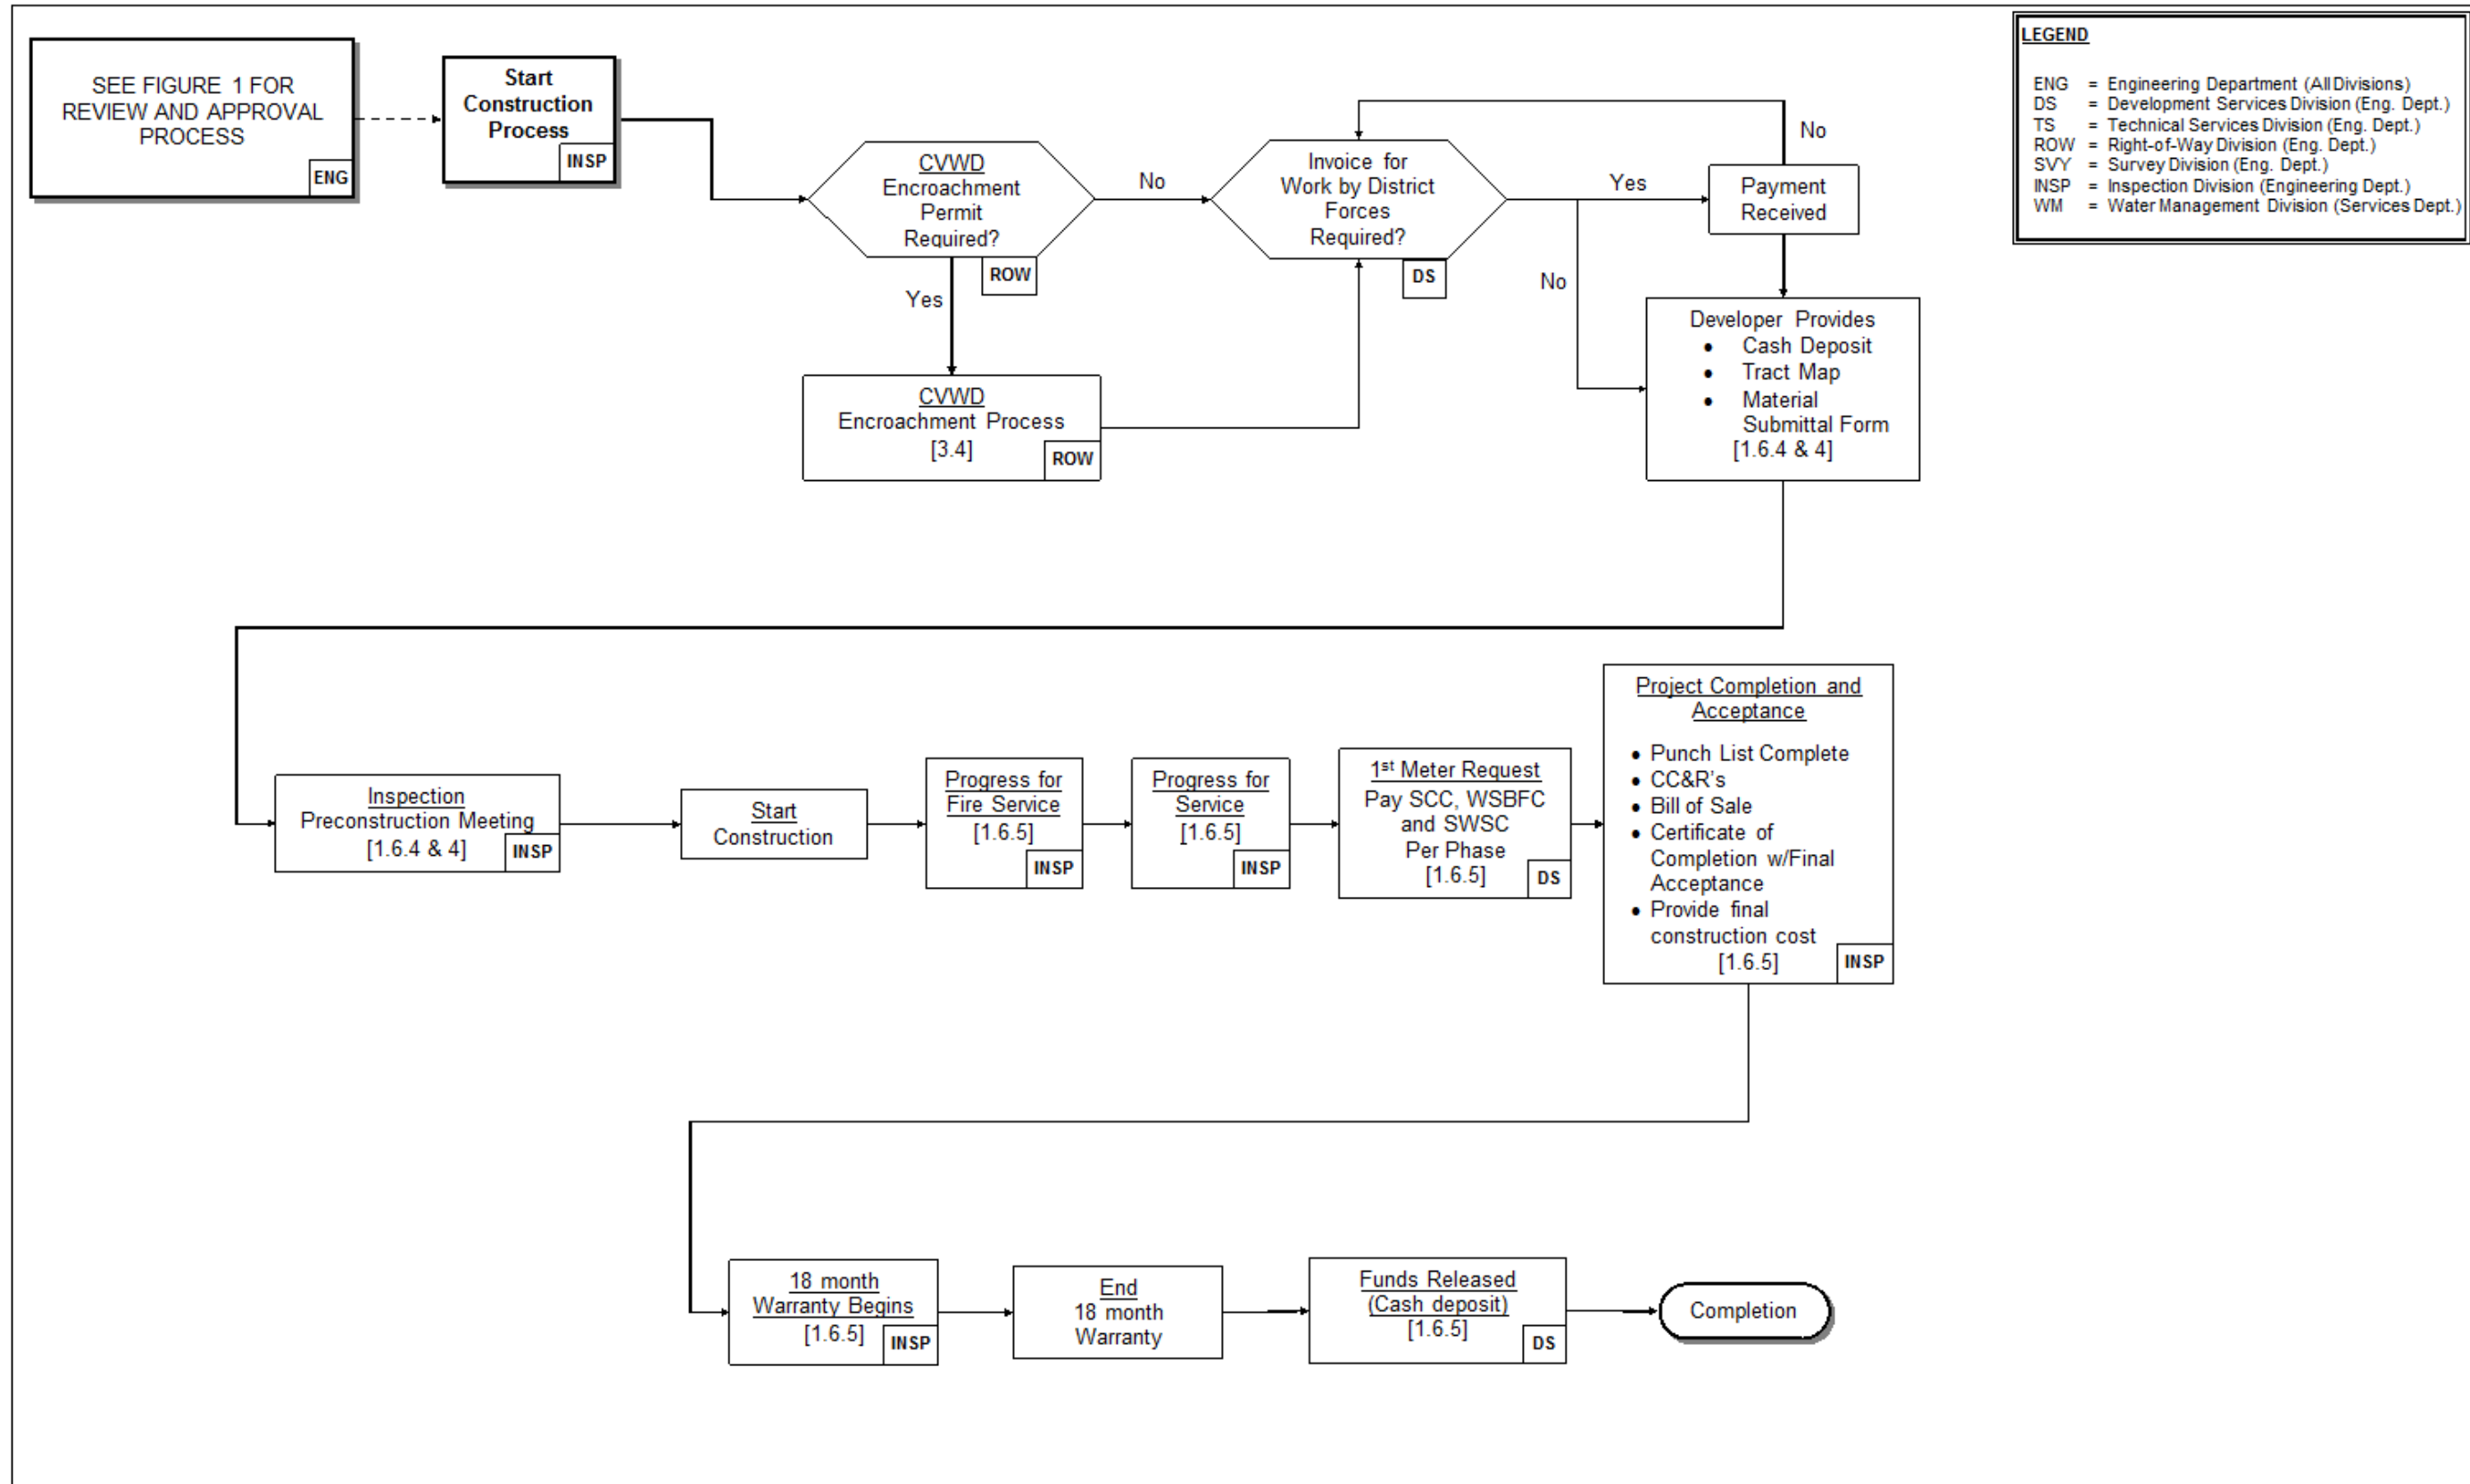 SEE FIGURE 1 FOR
REVIEW AND APPROVAL
PROCESS
ENG
Start
Construction
Process
INSP
CVWD
Encroachment
Permit
Required?
ROW
No
Yes
Invoice for
Work by District
Forces
Required?
DS
Yes
No
No
Payment
Received
Developer Provides
• Cash Deposit
• Tract Map
• Material
Submittal Form
[1.6.4 & 4]
CVWD
Encroachment Process
[3.4]
ROW
LEGEND
ENG = Engineering Department (All Divisions)
DS = Development Services Division (Eng. Dept.)
TS = Technical Services Division (Eng. Dept.)
ROW = Right-of-Way Division (Eng. Dept.)
SVY = Survey Division (Eng. Dept.)
INSP = Inspection Division (Engineering Dept.)
WM = Water Management Division (Services Dept.)
Inspection
Preconstruction Meeting
[1.6.4 & 4]
INSP
Start
Construction
Progress for
Fire Service
[1.6.5]
INSP
Progress for
Service
[1.6.5]
INSP
1st Meter Request
Pay SCC, WSBFC
and SWSC
Per Phase
[1.6.5]
DS
Project Completion and
Acceptance
• Punch List Complete
• CC&R's
• Bill of Sale
• Certificate of
Completion w/Final
Acceptance
• Provide final
construction cost
[1.6.5]
INSP
18 month
Warranty Begins
[1.6.5]
INSP
End
18 month
Warranty
Funds Released
(Cash deposit)
[1.6.5]
DS
Completion